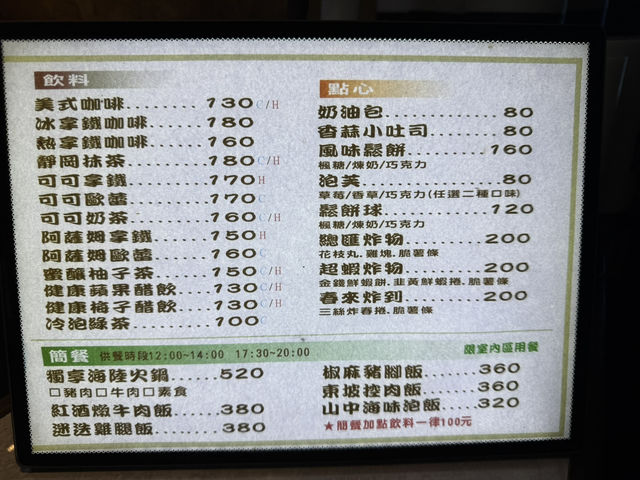 飲料
美式咖啡........130C/H
冰拿鐵咖啡......180
熱拿鐵咖啡......160
靜岡抹茶........180C/H
可可拿鐵........170H
可可歐蕾........170C
可可奶茶........160C/H
阿薩姆拿鐵......150H
阿薩姆歐蕾......160C
蜜釀柚子茶......150C/H
健康蘋果醋飲....130C/H
健康梅子醋飲....130C/H
冷泡綠茶........100C
點心
奶油包............80
香蒜小吐司........80
風味鬆餅..........160
楓糖/煉奶/巧克力
泡芙..............80
草莓/香草/巧克力(任選二種口味)
鬆餅球............120
楓糖/煉奶/巧克力
總匯炸物........200
花枝丸.雞塊.脆薯條
超蝦炸物........200
金錢鮮蝦餅.韭黃鮮蝦捲.脆薯條
春來炸到........200
三絲炸春捲.脆薯條
簡餐 供餐時段12:00~14:00 17:30~20:00 限室內區用餐
獨享海陸火鍋......520
□豬肉□牛肉□素食
紅酒燉牛肉飯......380
迷迭雞腿飯........380
椒麻豬腳飯......360
東坡控肉飯......360
山中海味泡飯....320
★簡餐加點飲料一律100元